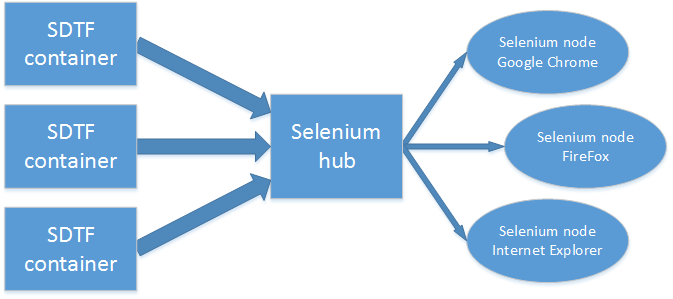 SDTF
container
SDTF
container
SDTF
container
Selenium
hub
Selenium node
Google Chrome
Selenium node
FireFox
Selenium node
Internet Explorer